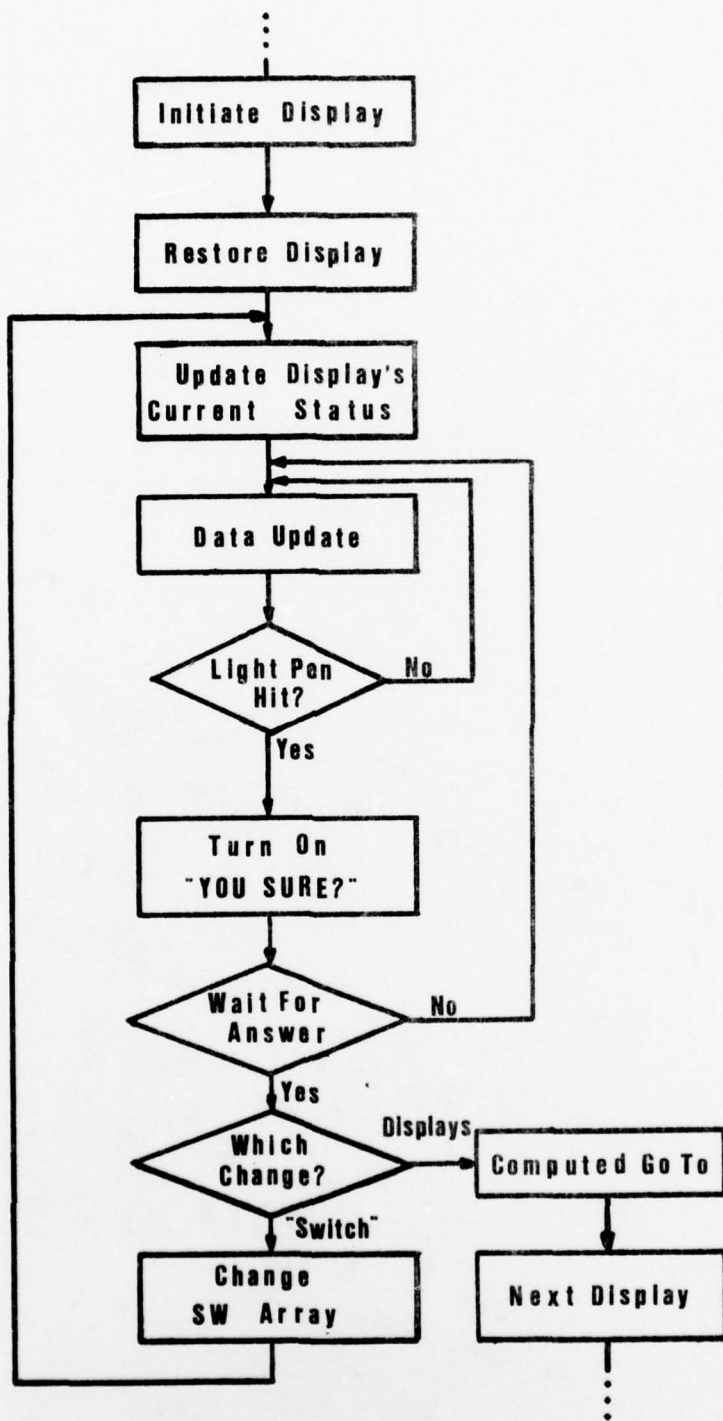 Initiate Display
Restore Display
Update Display's
Current Status
Data Update
Light Pen
Hit?
No
Yes
Turn On
"YOU SURE?"
Wait For
Answer
No
Yes
Which
Change?
Displays
Computed Go To
"Switch"
Change
SW Array
Next Display